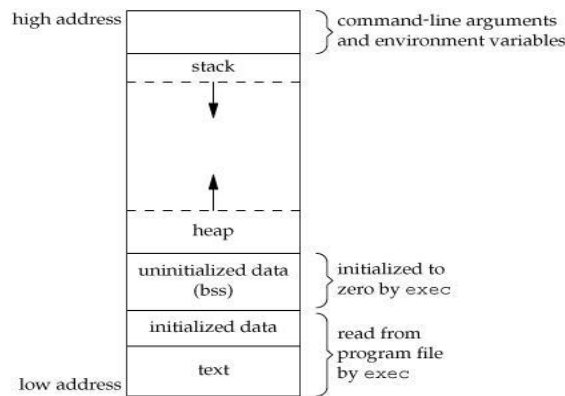 high address
command-line arguments
and environment variables
stack
heap
uninitialized data
(bss)
initialized to
zero by exec
initialized data
read from
program file
by exec
text
low address